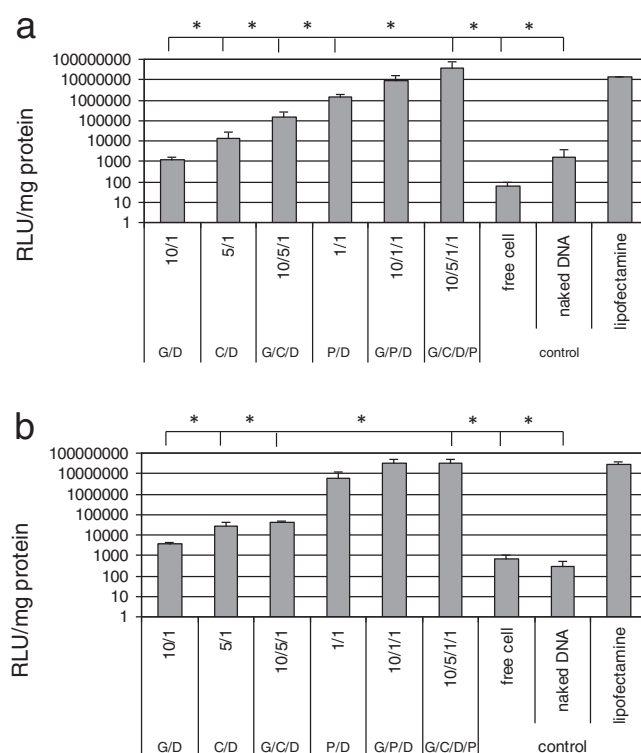 a
* * * * * *
RLU/mg protein
100000000
10000000
1000000
100000
10000
1000
100
10
1
10/1 5/1 10/5/1 1/1 10/1/1 10/5/1/1 free cell naked DNA lipofectamine
G/D C/D G/C/D P/D G/P/D G/C/D/P control
b
* * * * *
RLU/mg protein
100000000
10000000
1000000
100000
10000
1000
100
10
1
10/1 5/1 10/5/1 1/1 10/1/1 10/5/1/1 free cell naked DNA lipofectamine
G/D C/D G/C/D P/D G/P/D G/C/D/P control